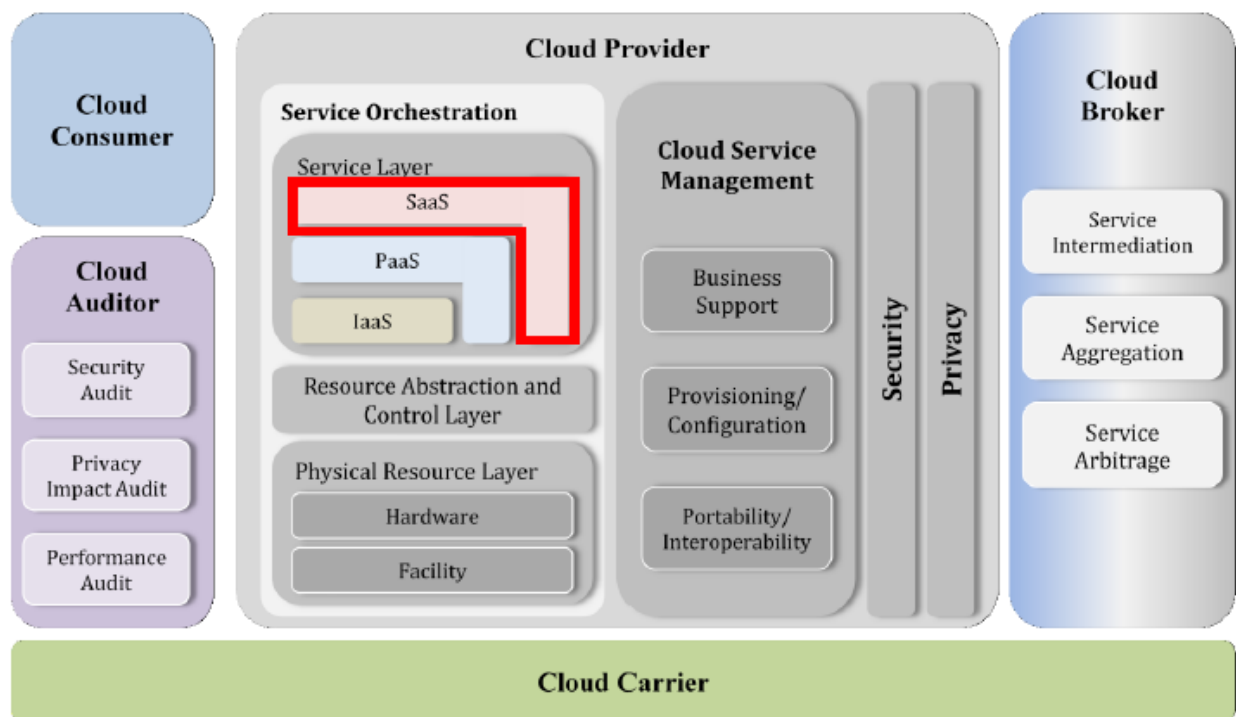 Cloud
Consumer
Cloud
Auditor
Security
Audit
Privacy
Impact Audit
Performance
Audit
Cloud Provider
Service Orchestration
Service Layer
SaaS
PaaS
IaaS
Resource Abstraction and
Control Layer
Physical Resource Layer
Hardware
Facility
Cloud Service
Management
Business
Support
Provisioning/
Configuration
Portability/
Interoperability
Security
Privacy
Cloud
Broker
Service
Intermediation
Service
Aggregation
Service
Arbitrage
Cloud Carrier